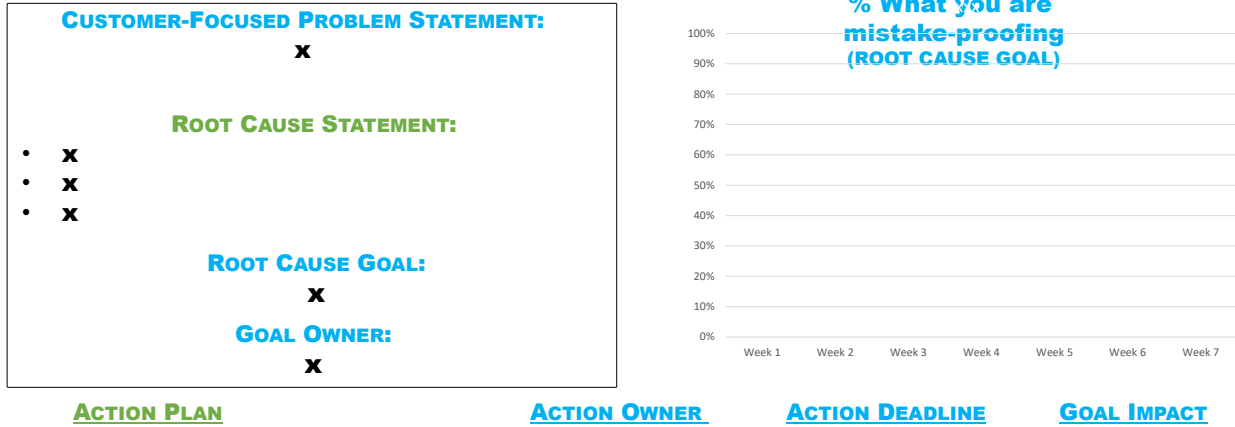 CUSTOMER-FOCUSED PROBLEM STATEMENT:
x
ROOT CAUSE STATEMENT:
• x
• x
• x
ROOT CAUSE GOAL:
x
GOAL OWNER:
x
% What you are
mistake-proofing
(ROOT CAUSE GOAL)
100%
90%
80%
70%
60%
50%
40%
30%
20%
10%
0%
Week 1 Week 2 Week 3 Week 4 Week 5 Week 6 Week 7
ACTION PLAN ACTION OWNER ACTION DEADLINE GOAL IMPACT